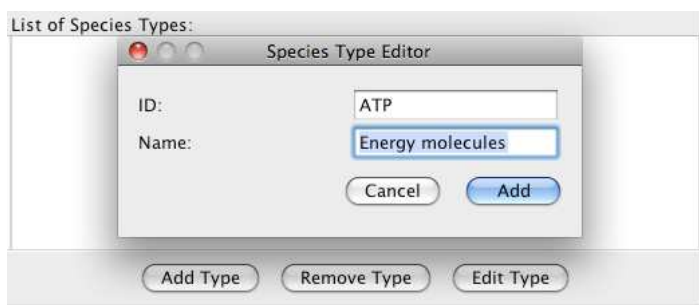 List of Species Types:
Species Type Editor
ID: ATP
Name: Energy molecules
Cancel Add
Add Type Remove Type Edit Type